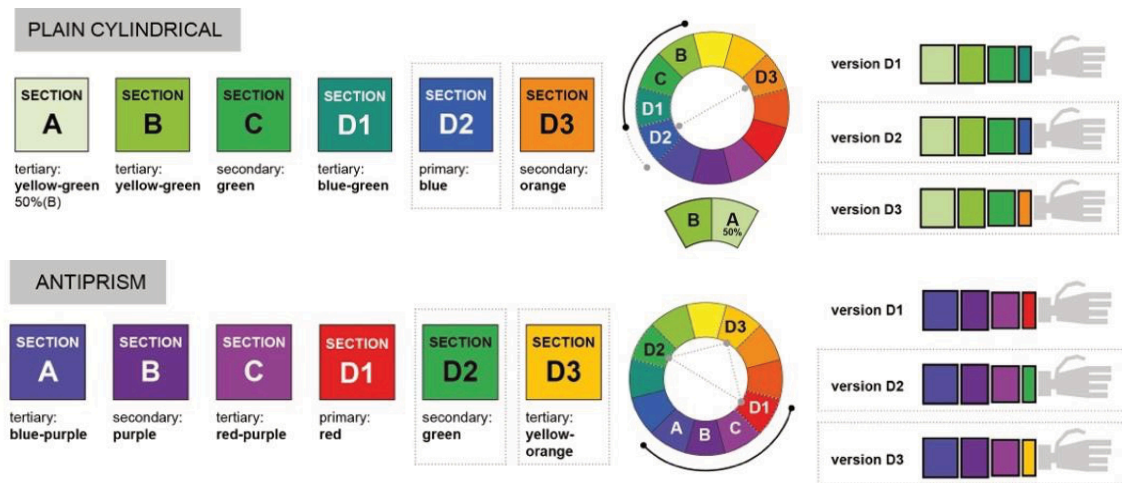 PLAIN CYLINDRICAL
SECTION
A
tertiary:
yellow-green
50%(B)
SECTION
B
tertiary:
yellow-green
SECTION
C
secondary:
green
SECTION
D1
tertiary:
blue-green
SECTION
D2
primary:
blue
SECTION
D3
secondary:
orange
B
C
D1
D2
D3
B
A
50%
version D1
version D2
version D3
ANTIPRISM
SECTION
A
tertiary:
blue-purple
SECTION
B
secondary:
purple
SECTION
C
tertiary:
red-purple
SECTION
D1
primary:
red
SECTION
D2
secondary:
green
SECTION
D3
tertiary:
yellow-
orange
D3
D2
D1
A
B
C
version D1
version D2
version D3